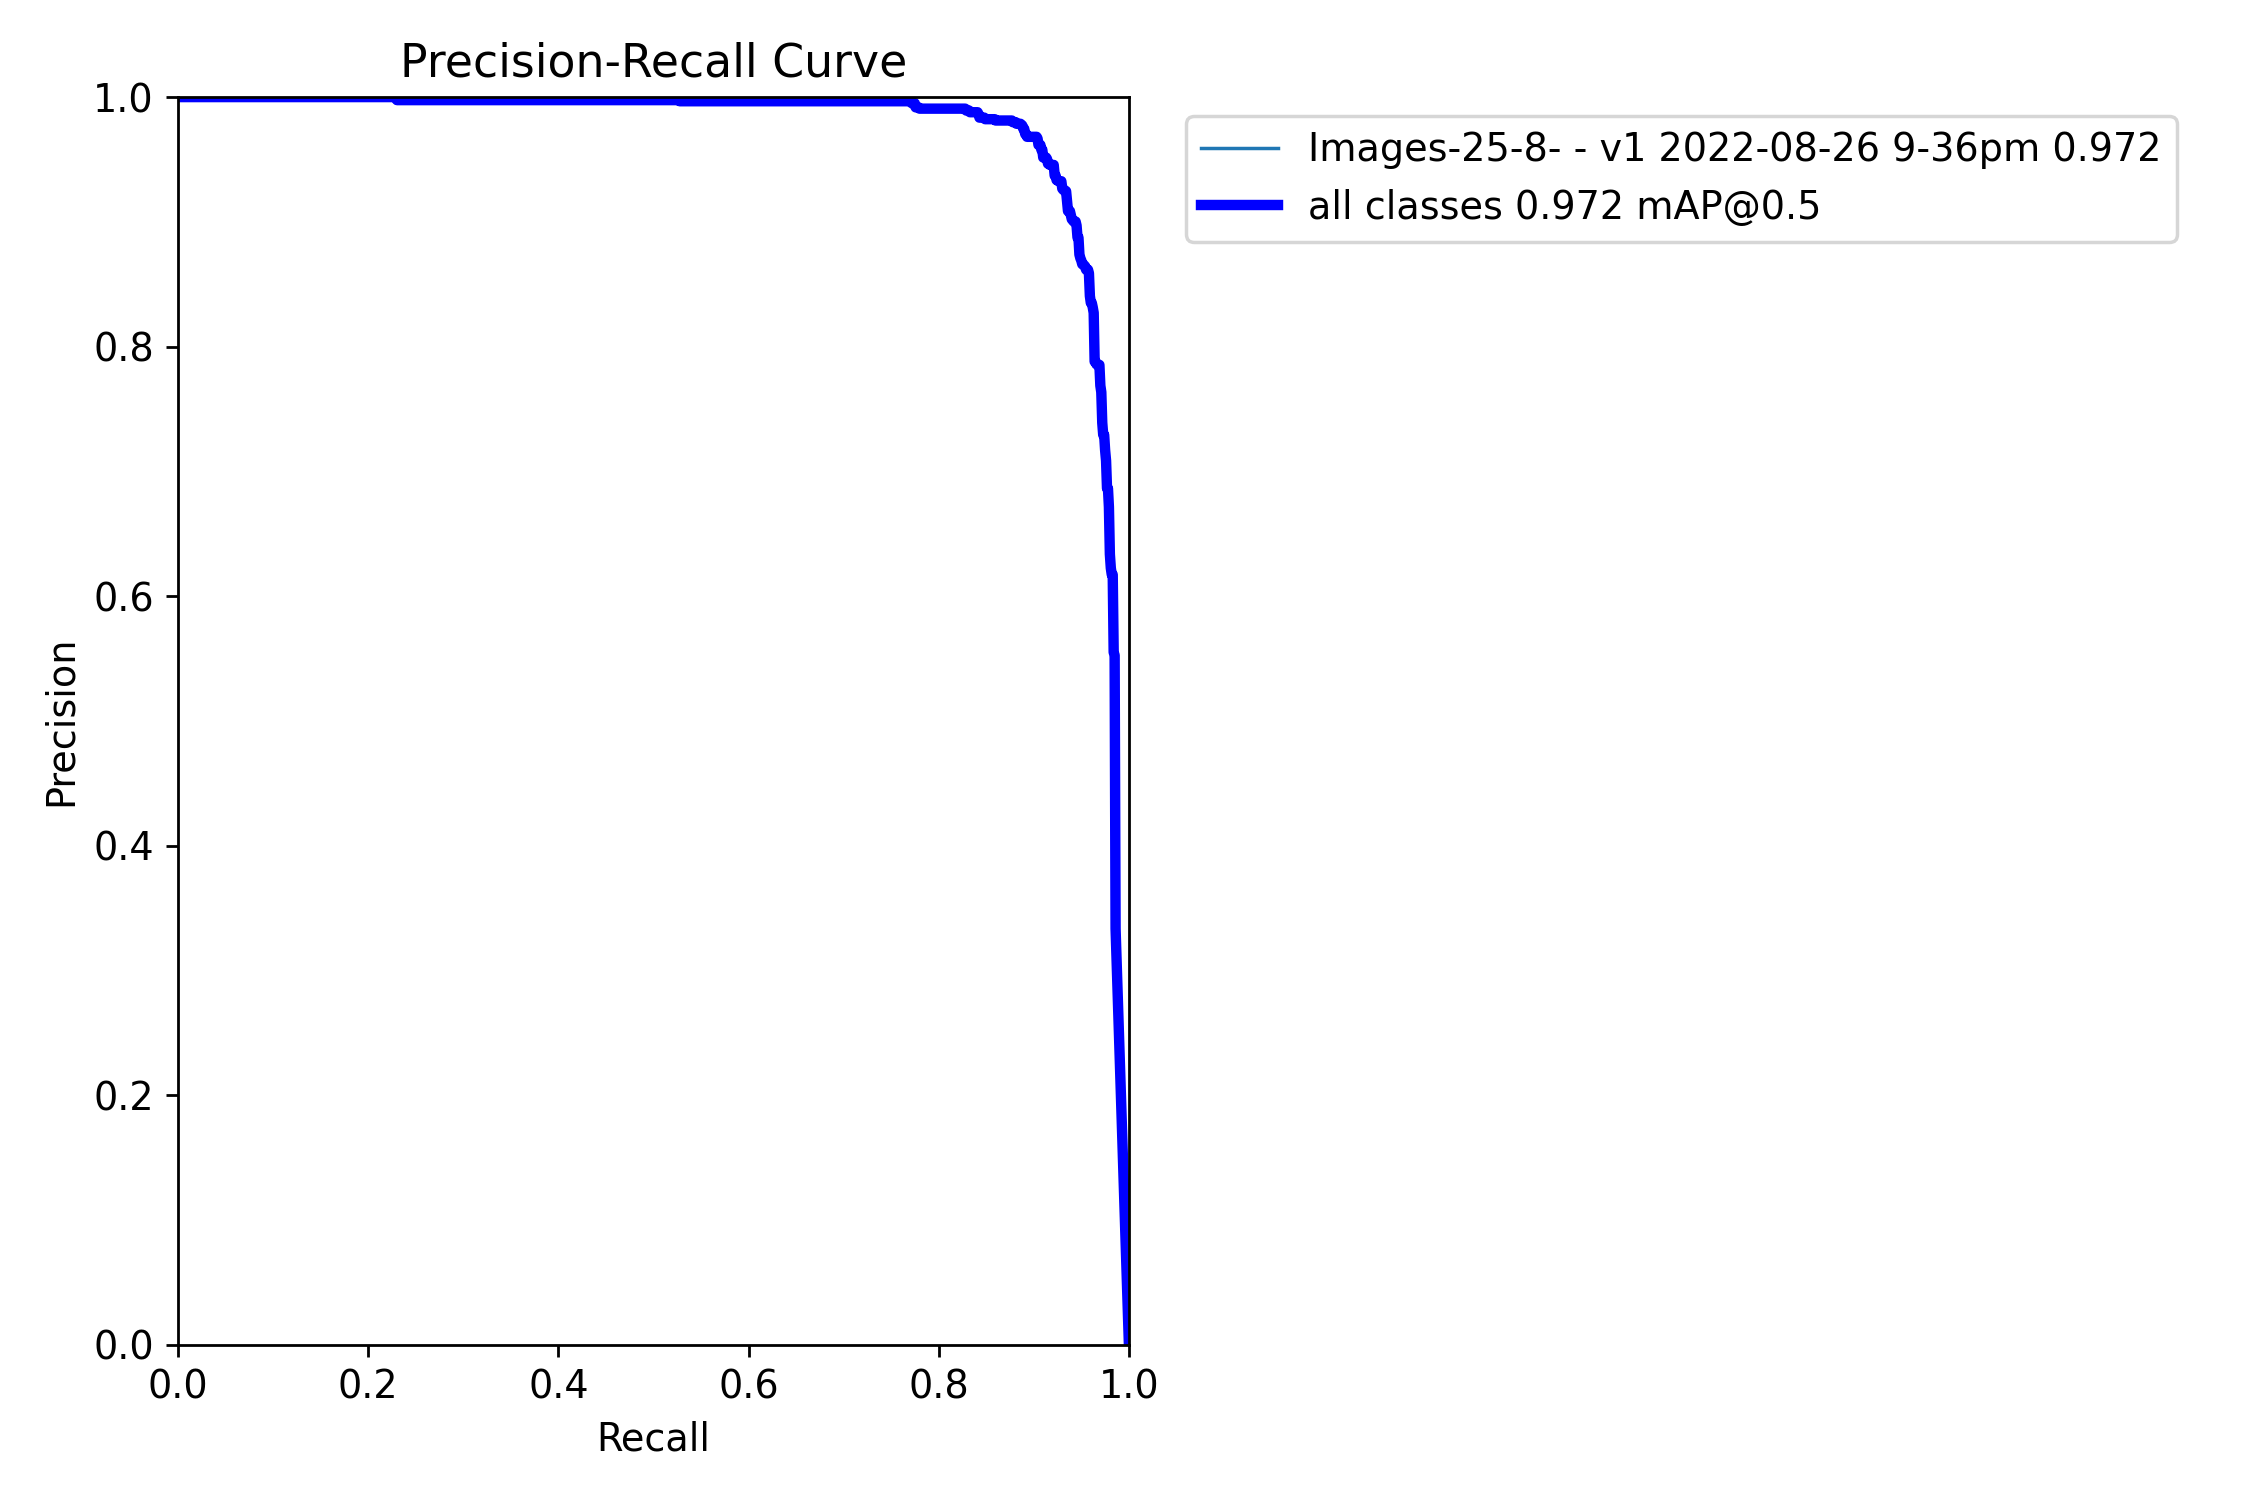 Precision-Recall Curve
1.0
0.8
0.6
0.4
0.2
0.0
Precision
0.0 0.2 0.4 0.6 0.8 1.0
Recall
Images-25-8- - v1 2022-08-26 9-36pm 0.972
all classes 0.972 mAP@0.5